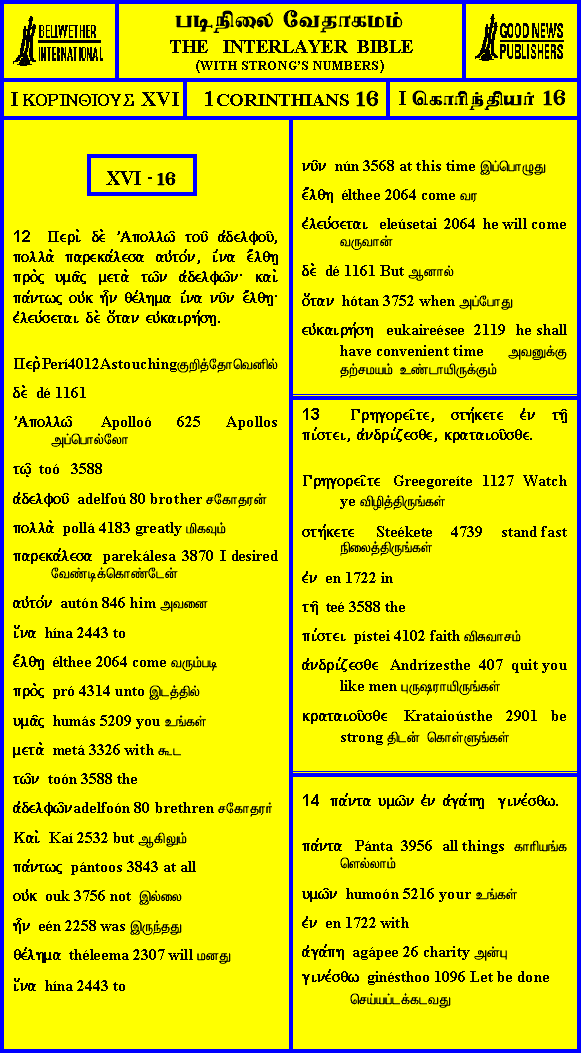 BELLWETHER
INTERNATIONAL
படிநிலை வேதாகமம்
THE INTERLAYER BIBLE
(WITH STRONG'S NUMBERS)
GOOD NEWS
PUBLISHERS
I ΚΟΡΙΝΘΙΟΥΣ XVI
1 CORINTHIANS 16
I கொரிந்தியர் 16
XVI - 16
12 Περὶ δὲ Ἀπολλῶ τοῦ ἀδελφοῦ,
πολλὰ παρεκάλεσα αὐτόν, ἵνα ἔλθῃ
πρὸς υμᾶς μετὰ τῶν ἀδελφῶν· καὶ
πάντως οὐκ ἦν θέλημα ἵνα νῦν ἔλθῃ·
ἐλεύσεται δὲ ὅταν εὐκαιρήσῃ.
Περὶ Perí 4012 As touching குறித்தோவெனில்
δὲ dé 1161
Ἀπολλῶ Apolloó 625 Apollos
அப்பொல்லோ
τῳ toó 3588
ἀδελφοῦ adelfoú 80 brother சகோதரன்
πολλὰ pollá 4183 greatly மிகவும்
παρεκάλεσα parekálesa 3870 I desired
வேண்டிக்கொண்டேன்
αὐτόν autón 846 him அவனை
ἵνα hína 2443 to
ἔλθῃ élthee 2064 come வரும்படி
πρὸς pró 4314 unto இடத்தில்
υμᾶς humás 5209 you உங்கள்
μετὰ metá 3326 with கூட
τῶν toón 3588 the
ἀδελφῶν adelfoón 80 brethren சகோதரர்
Καὶ Kaí 2532 but ஆகிலும்
πάντως pántoos 3843 at all
οὐκ ouk 3756 not இல்லை
ἦν eén 2258 was இருந்தது
θέλημα théleema 2307 will மனது
ἵνα hína 2443 to
νῦν nún 3568 at this time இப்பொழுது
ἔλθῃ élthee 2064 come வர
ἐλεύσεται eleúsetai 2064 he will come
வருவான்
δὲ dé 1161 But ஆனால்
ὅταν hótan 3752 when அப்போது
εὐκαιρήσῃ eukaireésee 2119 he shall
have convenient time அவனுக்கு
தற்சமயம் உண்டாயிருக்கும்
13 Γρηγορεῖτε, στήκετε ἐν τῇ
πίστει, ἀνδρίζεσθε, κραταιοῦσθε.
Γρηγορεῖτε Greegoreíte 1127 Watch
ye விழித்திருங்கள்
στήκετε Steékete 4739 stand fast
நிலைத்திருங்கள்
ἐν en 1722 in
τῇ teé 3588 the
πίστει pístei 4102 faith விசுவாசம்
ἀνδρίζεσθε Andrízesthe 407 quit you
like men புருஷராயிருங்கள்
κραταιοῦσθε Krataioústhe 2901 be
strong திடன் கொள்ளுங்கள்
14 πάντα υμῶν ἐν ἀγάπῃ γινέσθω.
πάντα Pánta 3956 all things காரியங்க
ளெல்லாம்
υμῶν humoón 5216 your உங்கள்
ἐν en 1722 with
ἀγάπῃ agápee 26 charity அன்பு
γινέσθω ginésthoo 1096 Let be done
செய்யப்டக்கடவது